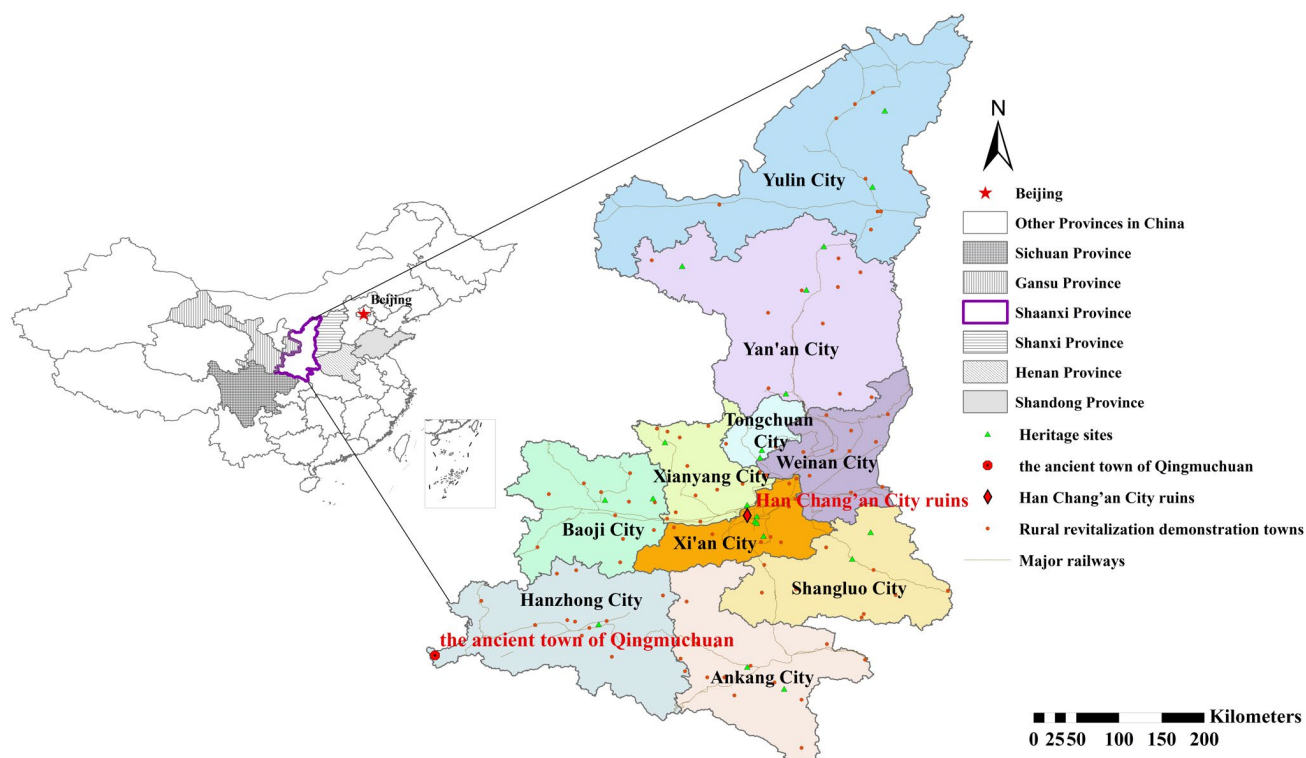 Beijing
Yulin City
Yan'an City
Tongchuan
City
Weinan City
Xianyang City
Han Chang’an City ruins
Baoji City
Xi'an City
Shangluo City
Hanzhong City
the ancient town of Qingmuchuan
Ankang City
N
Beijing
Other Provinces in China
Sichuan Province
Gansu Province
Shaanxi Province
Shanxi Province
Henan Province
Shandong Province
Heritage sites
the ancient town of Qingmuchuan
Han Chang’an City ruins
Rural revitalization demonstration towns
Major railways
Kilometers
0 25 50 100 150 200